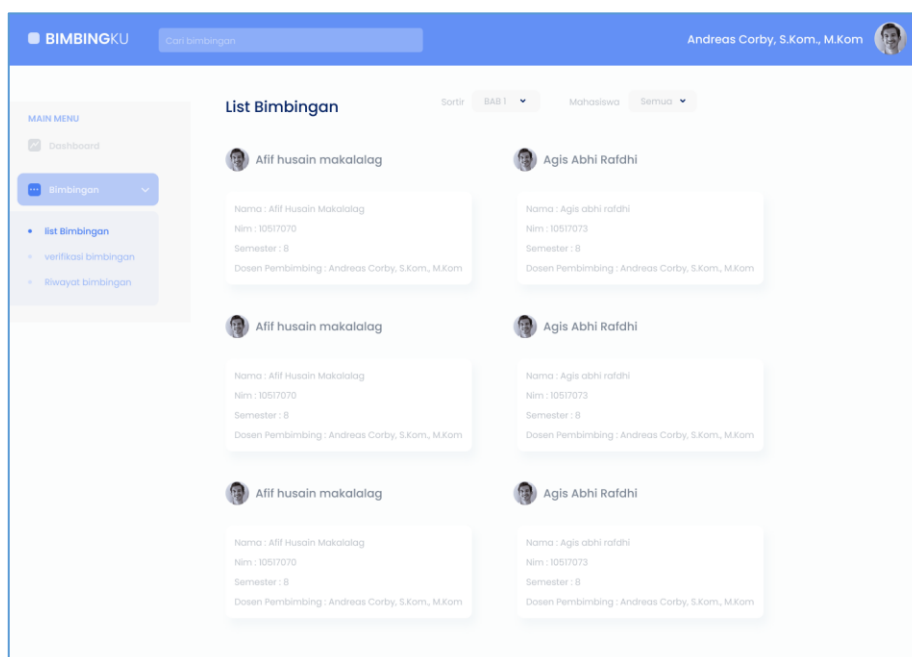 BIMBINGKU
Cari bimbingan
Andreas Corby, S.Kom., M.Kom
MAIN MENU
Dashboard
Bimbingan
list Bimbingan
verifikasi bimbingan
Riwayat bimbingan
List Bimbingan
Sortir
BAB 1
Mahasiswa
Semua
Afif husain makalalag
Nama : Afif Husain Makalalag
Nim : 10517070
Semester : 8
Dosen Pembimbing : Andreas Corby, S.Kom., M.Kom
Agis Abhi Rafdhi
Nama : Agis abhi rafdhi
Nim : 10517073
Semester : 8
Dosen Pembimbing : Andreas Corby, S.Kom., M.Kom
Afif husain makalalag
Nama : Afif Husain Makalalag
Nim : 10517070
Semester : 8
Dosen Pembimbing : Andreas Corby, S.Kom., M.Kom
Agis Abhi Rafdhi
Nama : Agis abhi rafdhi
Nim : 10517073
Semester : 8
Dosen Pembimbing : Andreas Corby, S.Kom., M.Kom
Afif husain makalalag
Nama : Afif Husain Makalalag
Nim : 10517070
Semester : 8
Dosen Pembimbing : Andreas Corby, S.Kom., M.Kom
Agis Abhi Rafdhi
Nama : Agis abhi rafdhi
Nim : 10517073
Semester : 8
Dosen Pembimbing : Andreas Corby, S.Kom., M.Kom